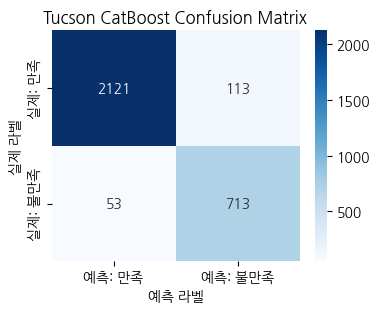 Tucson CatBoost Confusion Matrix
실제 라벨
실제: 만족
2121
113
실제: 불만족
53
713
예측: 만족
예측: 불만족
예측 라벨
2000
1500
1000
500